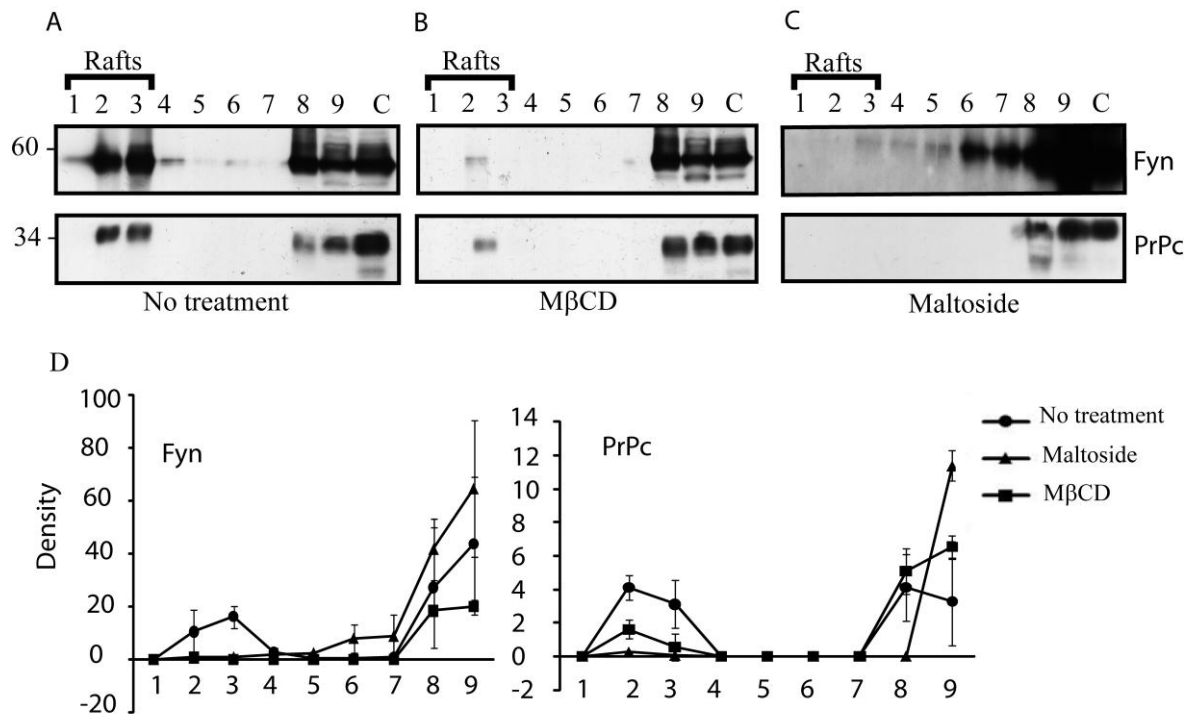 A
Rafts
1 2 3 4 5 6 7 8 9 C
60
34
No treatment
B
Rafts
1 2 3 4 5 6 7 8 9 C
MβCD
C
Rafts
1 2 3 4 5 6 7 8 9 C
Fyn
PrPc
Maltoside
D
Density
100
80
60
40
20
0
-20
Fyn
1 2 3 4 5 6 7 8 9
14
12
10
8
6
4
2
0
-2
PrPc
1 2 3 4 5 6 7 8 9
No treatment
Maltoside
MβCD